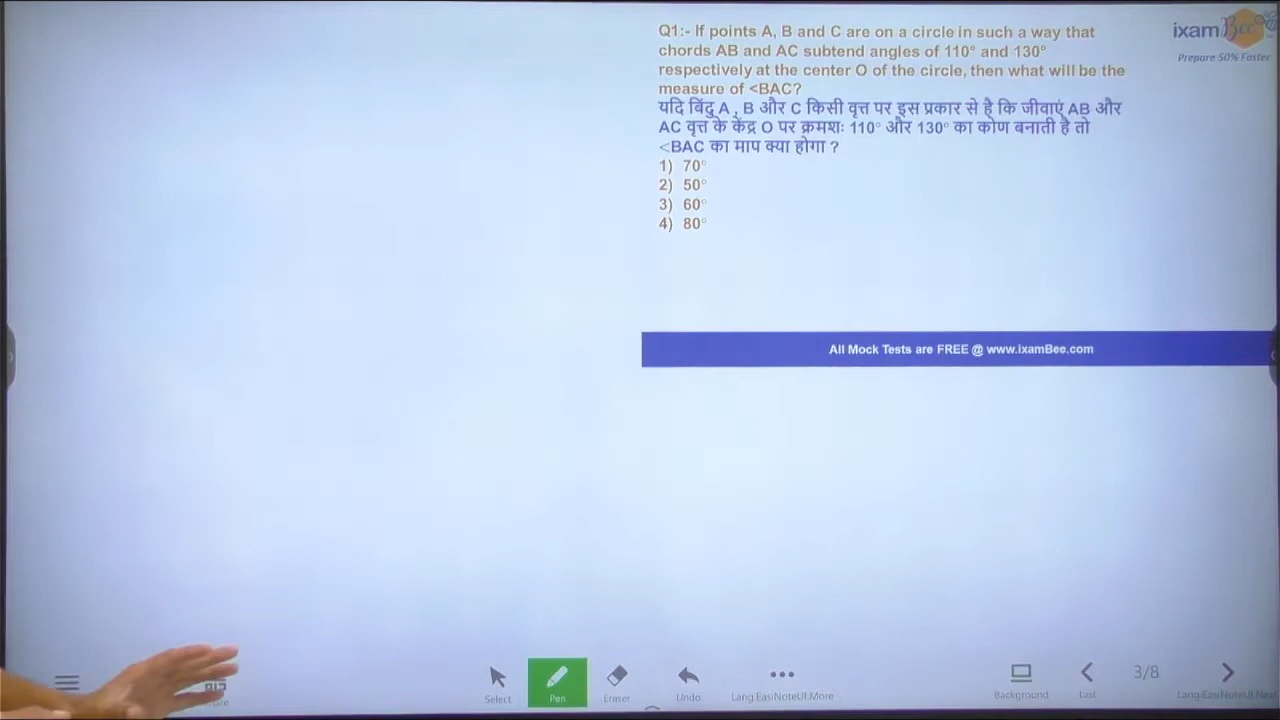 Q1:- If points A, B and C are on a circle in such a way that
chords AB and AC subtend angles of 110° and 130°
respectively at the center O of the circle, then what will be the
measure of <BAC?
यदि बिंदु A , B और C किसी वृत्त पर इस प्रकार से है कि जीवाएं AB और
AC वृत्त के केंद्र O पर क्रमशः 110° और 130° का कोण बनाती है तो
<BAC का माप क्या होगा ?
1) 70°
2) 50°
3) 60°
4) 80°
ixamBee
Prepare 50% Faster
All Mock Tests are FREE @ www.ixamBee.com
Select
Pen
Eraser
Undo
Lang.EasiNoteUI.More
Background
Last
3/8